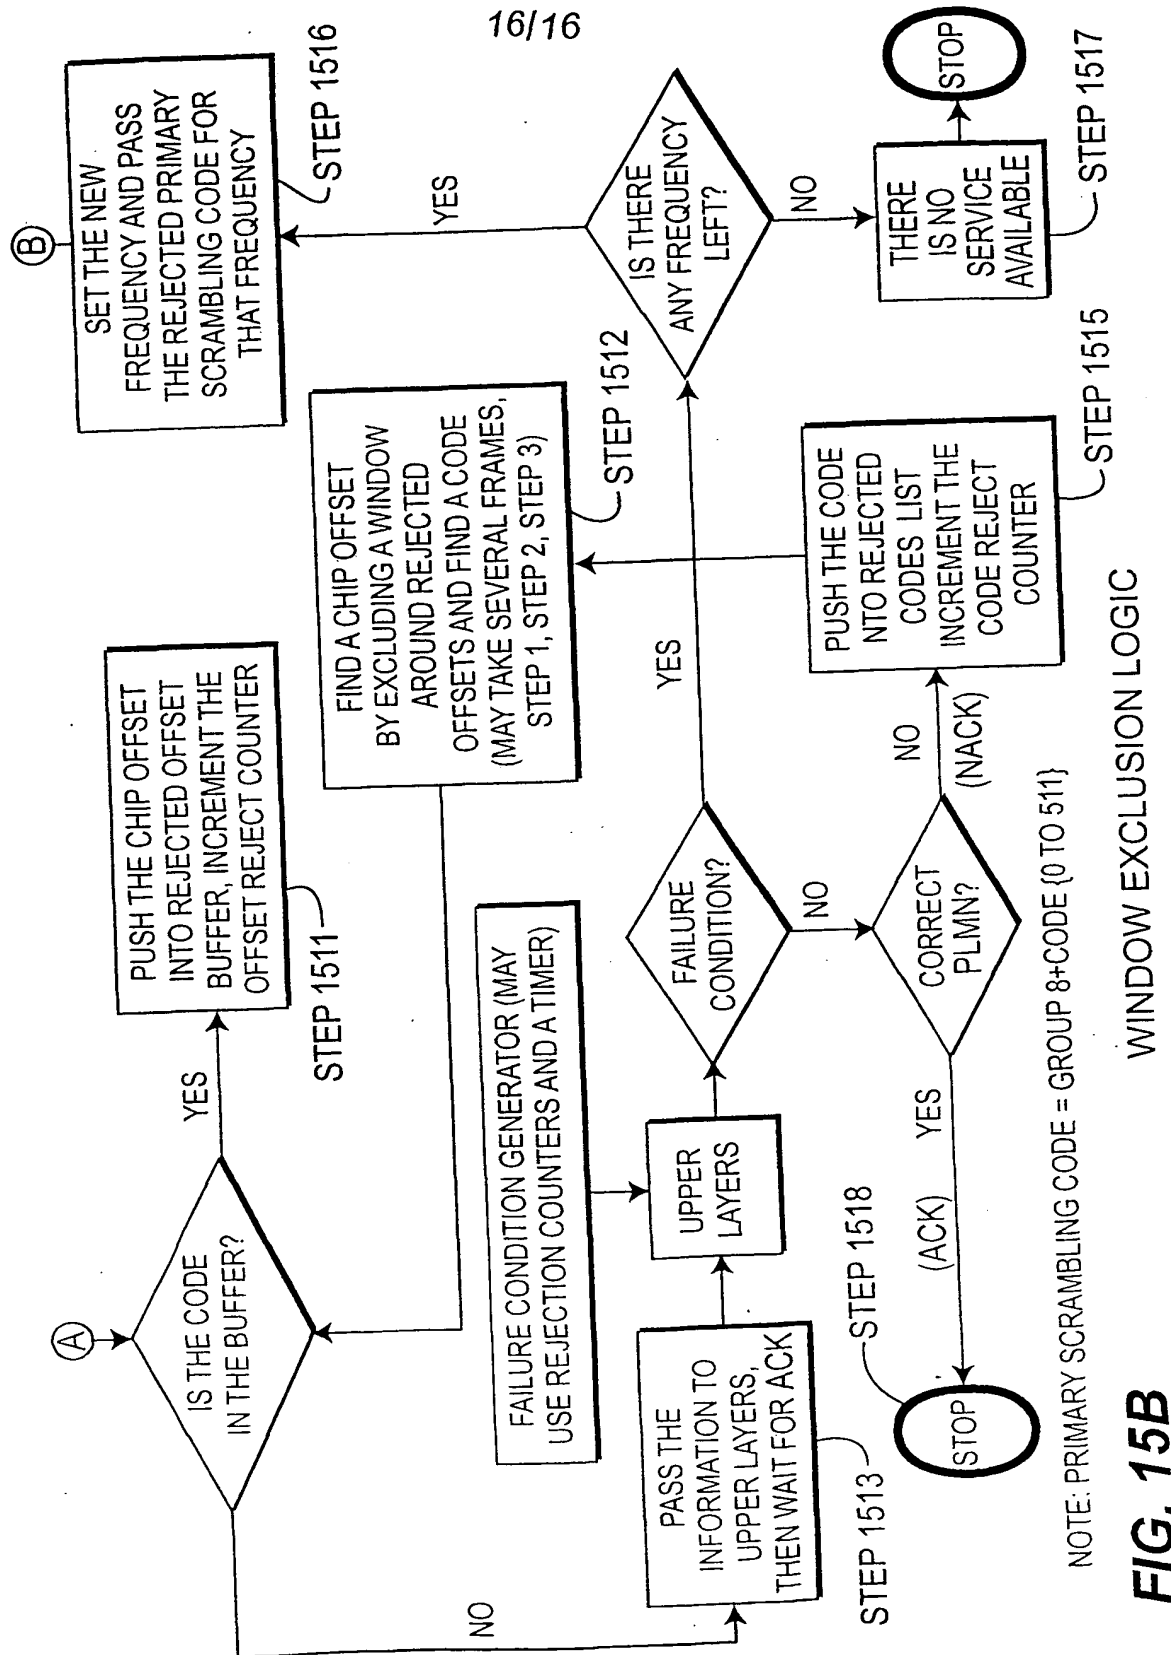 16/16
A
IS THE CODE
IN THE BUFFER?
YES
NO
PUSH THE CHIP OFFSET
INTO REJECTED OFFSET
BUFFER, INCREMENT THE
OFFSET REJECT COUNTER
STEP 1511
B
SET THE NEW
FREQUENCY AND PASS
THE REJECTED PRIMARY
SCRAMBLING CODE FOR
THAT FREQUENCY
STEP 1516
FIND A CHIP OFFSET
BY EXCLUDING A WINDOW
AROUND REJECTED
OFFSETS AND FIND A CODE
(MAY TAKE SEVERAL FRAMES,
STEP 1, STEP 2, STEP 3)
STEP 1512
FAILURE CONDITION GENERATOR (MAY
USE REJECTION COUNTERS AND A TIMER)
YES
PASS THE
INFORMATION TO
UPPER LAYERS,
THEN WAIT FOR ACK
STEP 1513
UPPER
LAYERS
FAILURE
CONDITION?
YES
NO
IS THERE
ANY FREQUENCY
LEFT?
NO
CORRECT
PLMN?
NO
(NACK)
PUSH THE CODE
NTO REJECTED
CODES LIST
INCREMENT THE
CODE REJECT
COUNTER
STEP 1515
THERE
IS NO
SERVICE
AVAILABLE
STEP 1517
STOP
(ACK)
YES
STEP 1518
STOP
NOTE: PRIMARY SCRAMBLING CODE = GROUP 8+CODE {0 TO 511}
WINDOW EXCLUSION LOGIC
FIG. 15B